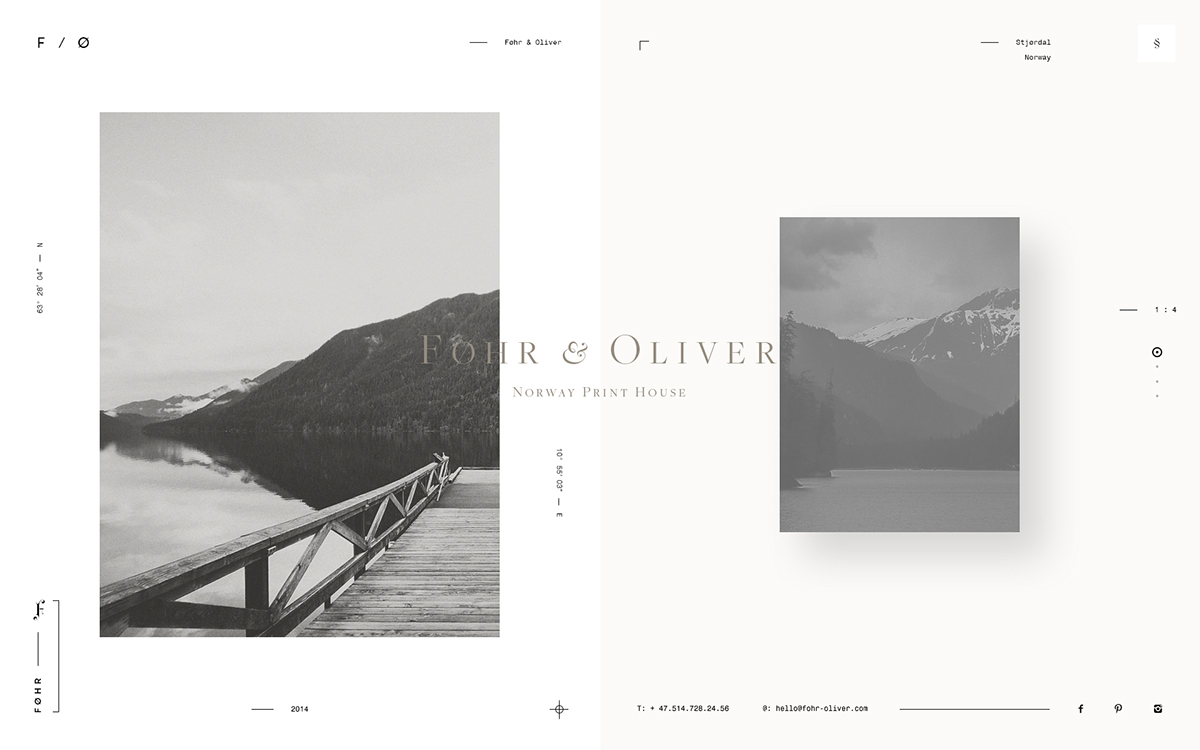 F / Ø
Føhr & Oliver
Stjørdal
Norway
§
63° 28' 04" — N
FØHR & OLIVER
NORWAY PRINT HOUSE
1 : 4
10° 56' 03" — E
F
FØHR
2014
T: + 47.514.728.24.56
@: hello@fohr-oliver.com